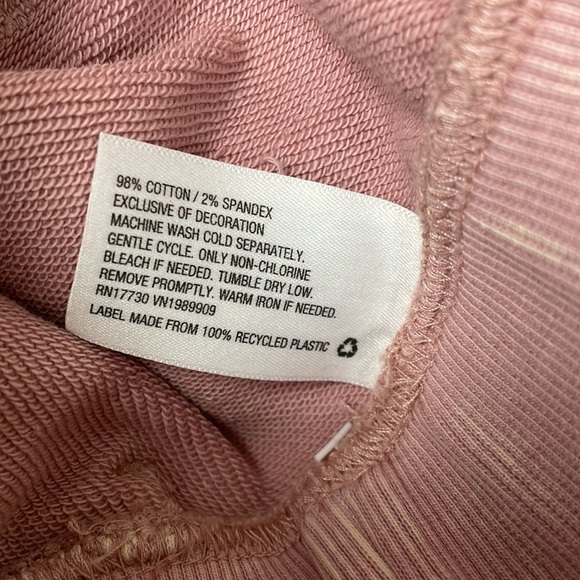 98% COTTON / 2% SPANDEX
EXCLUSIVE OF DECORATION
MACHINE WASH COLD SEPARATELY.
GENTLE CYCLE. ONLY NON-CHLORINE
BLEACH IF NEEDED. TUMBLE DRY LOW.
REMOVE PROMPTLY. WARM IRON IF NEEDED.
RN17730 VN1989909
LABEL MADE FROM 100% RECYCLED PLASTIC